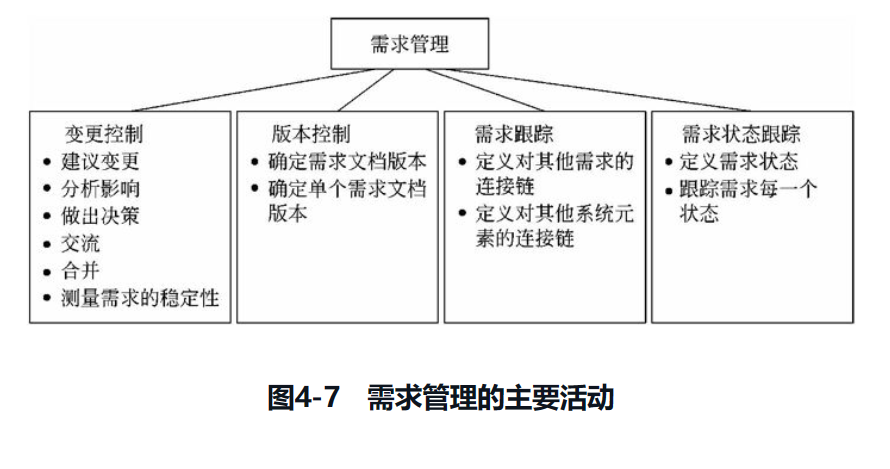 需求管理
变更控制
• 建议变更
• 分析影响
• 做出决策
• 交流
• 合并
• 测量需求的稳定性
版本控制
• 确定需求文档版本
• 确定单个需求文档
版本
需求跟踪
• 定义对其他需求的
连接链
• 定义对其他系统元
素的连接链
需求状态跟踪
• 定义需求状态
• 跟踪需求每一个
状态
图4-7 需求管理的主要活动